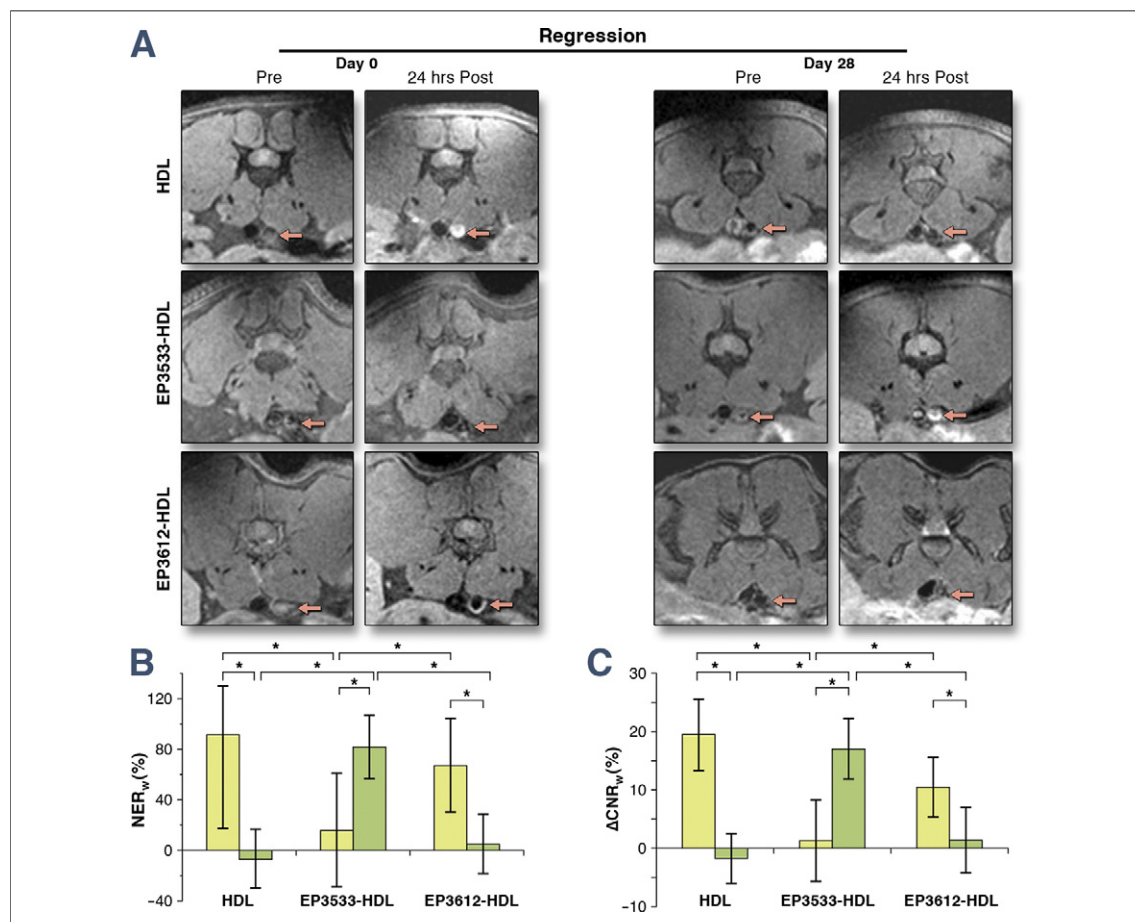 A
Regression
Day 0
Day 28
Pre
24 hrs Post
Pre
24 hrs Post
HDL
EP3533-HDL
EP3612-HDL
B
* *
* * *
* *
120
80
40
0
−40
NERw(%)
HDL
EP3533-HDL
EP3612-HDL
C
* *
* * *
* *
30
20
10
0
−10
ΔCNRw(%)
HDL
EP3533-HDL
EP3612-HDL